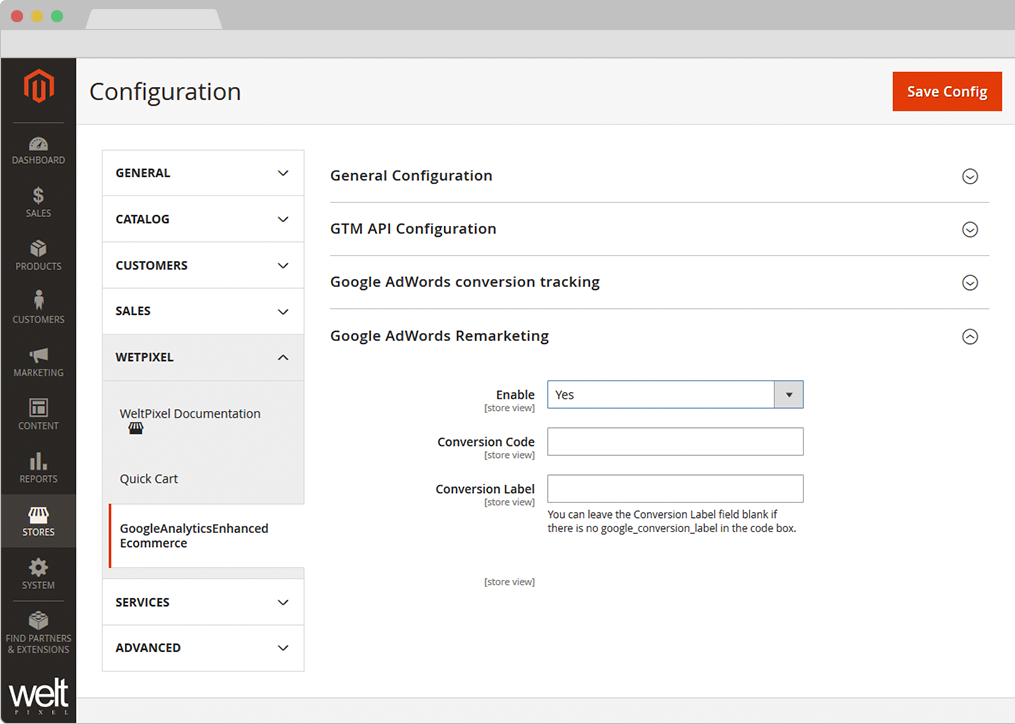 Configuration
Save Config
DASHBOARD
SALES
PRODUCTS
CUSTOMERS
MARKETING
CONTENT
REPORTS
STORES
SYSTEM
FIND PARTNERS
& EXTENSIONS
welt
PIXEL
GENERAL
CATALOG
CUSTOMERS
SALES
WETPIXEL
WeltPixel Documentation
Quick Cart
GoogleAnalyticsEnhanced
Ecommerce
SERVICES
ADVANCED
General Configuration
GTM API Configuration
Google AdWords conversion tracking
Google AdWords Remarketing
Enable
[store view]
Yes
Conversion Code
[store view]
Conversion Label
[store view]
You can leave the Conversion Label field blank if
there is no google_conversion_label in the code box.
[store view]